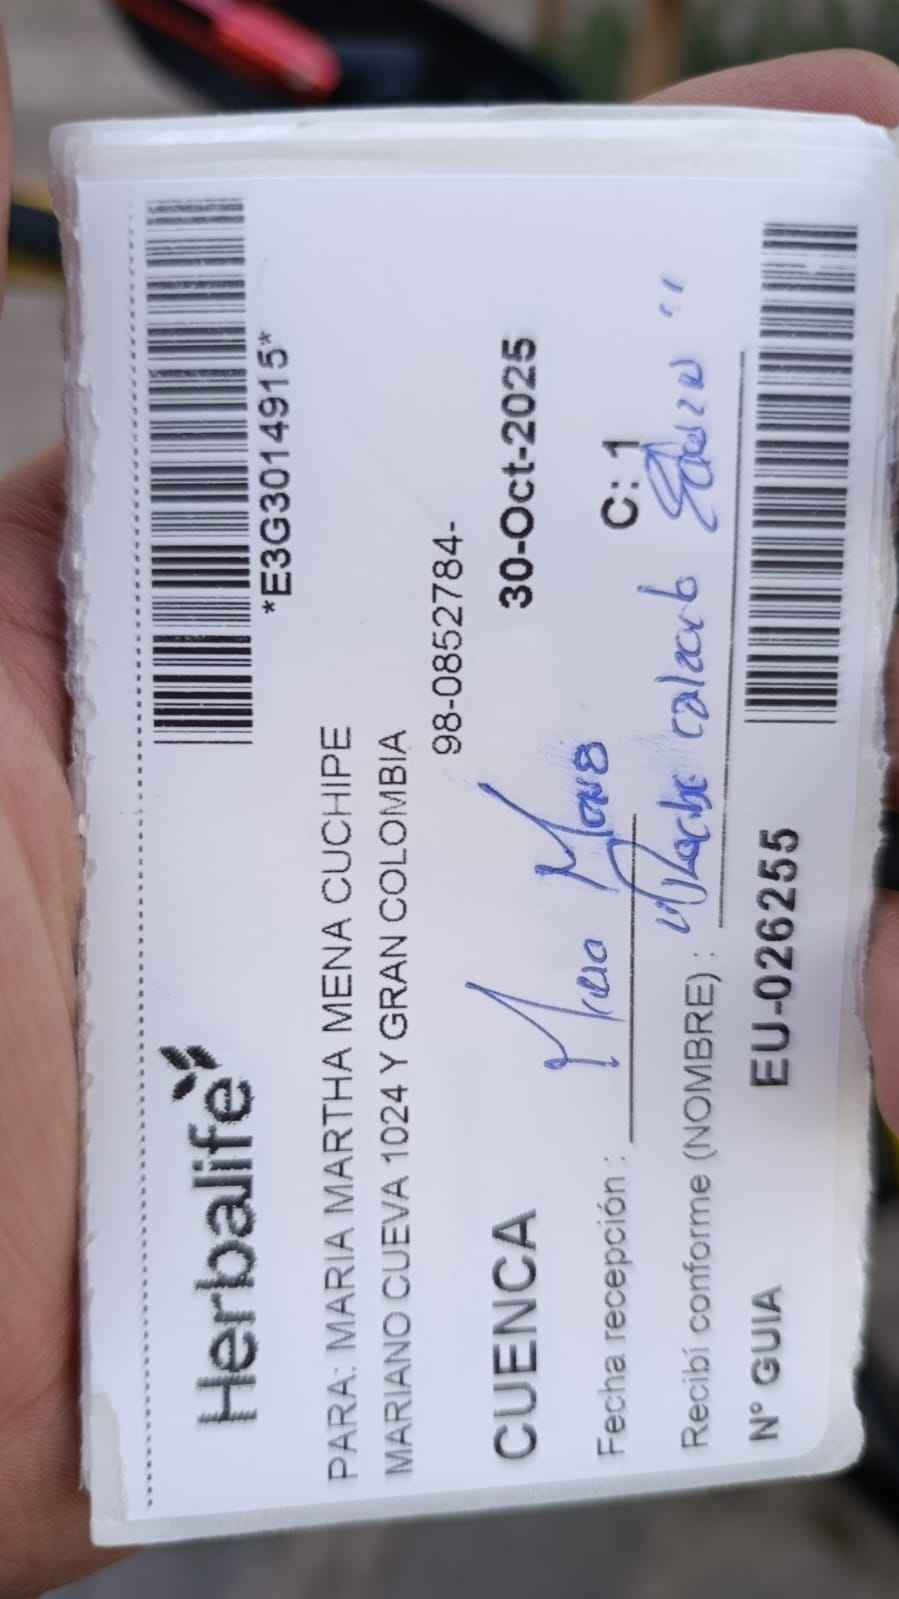 Herbalife
*E3G3014915*
PARA: MARIA MARTHA MENA CUCHIPE
MARIANO CUEVA 1024 Y GRAN COLOMBIA
98-0852784-
CUENCA 30-Oct-2025
Fecha recepción :
C: 1
Recibí conforme (NOMBRE) : calzado
N° GUIA EU-026255